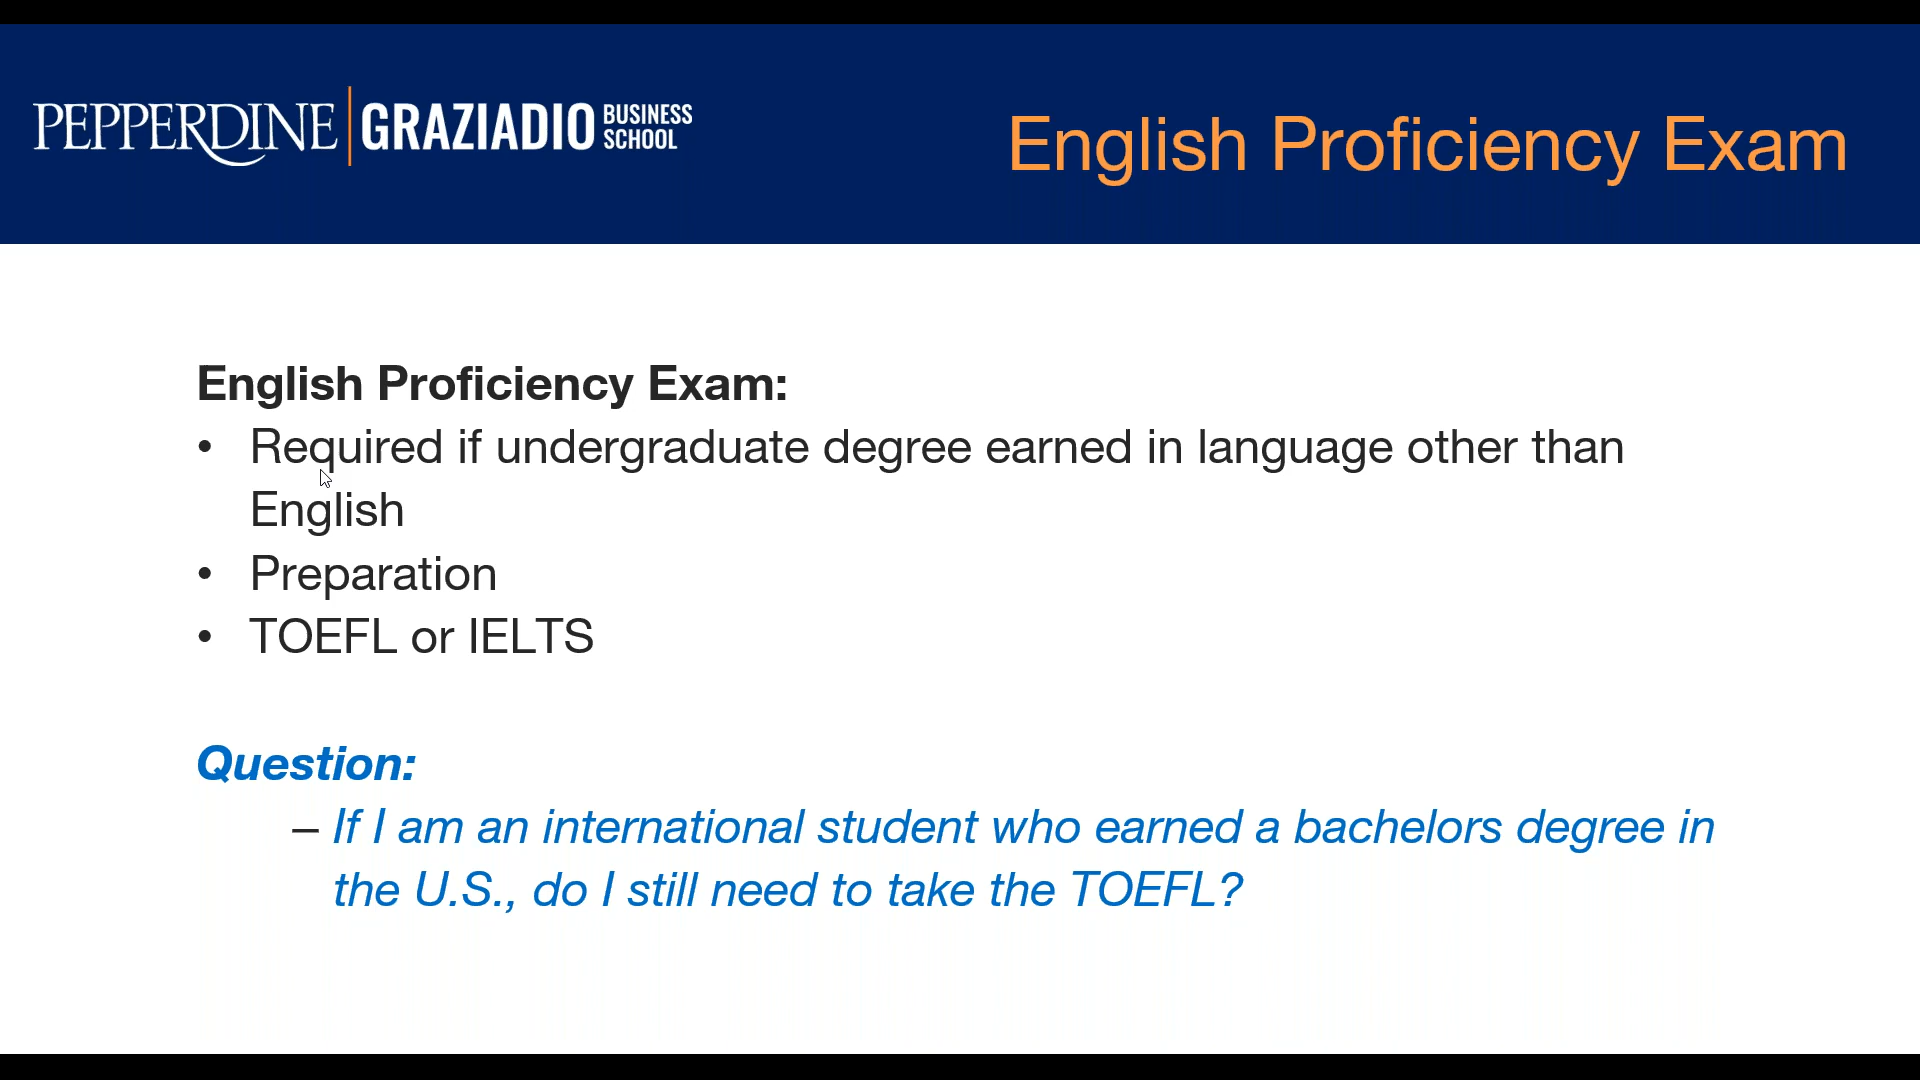 PEPPERDINE GRAZIADIO BUSINESS SCHOOL
English Proficiency Exam
English Proficiency Exam:
• Required if undergraduate degree earned in language other than
English
• Preparation
• TOEFL or IELTS
Question:
– If I am an international student who earned a bachelors degree in
the U.S., do I still need to take the TOEFL?